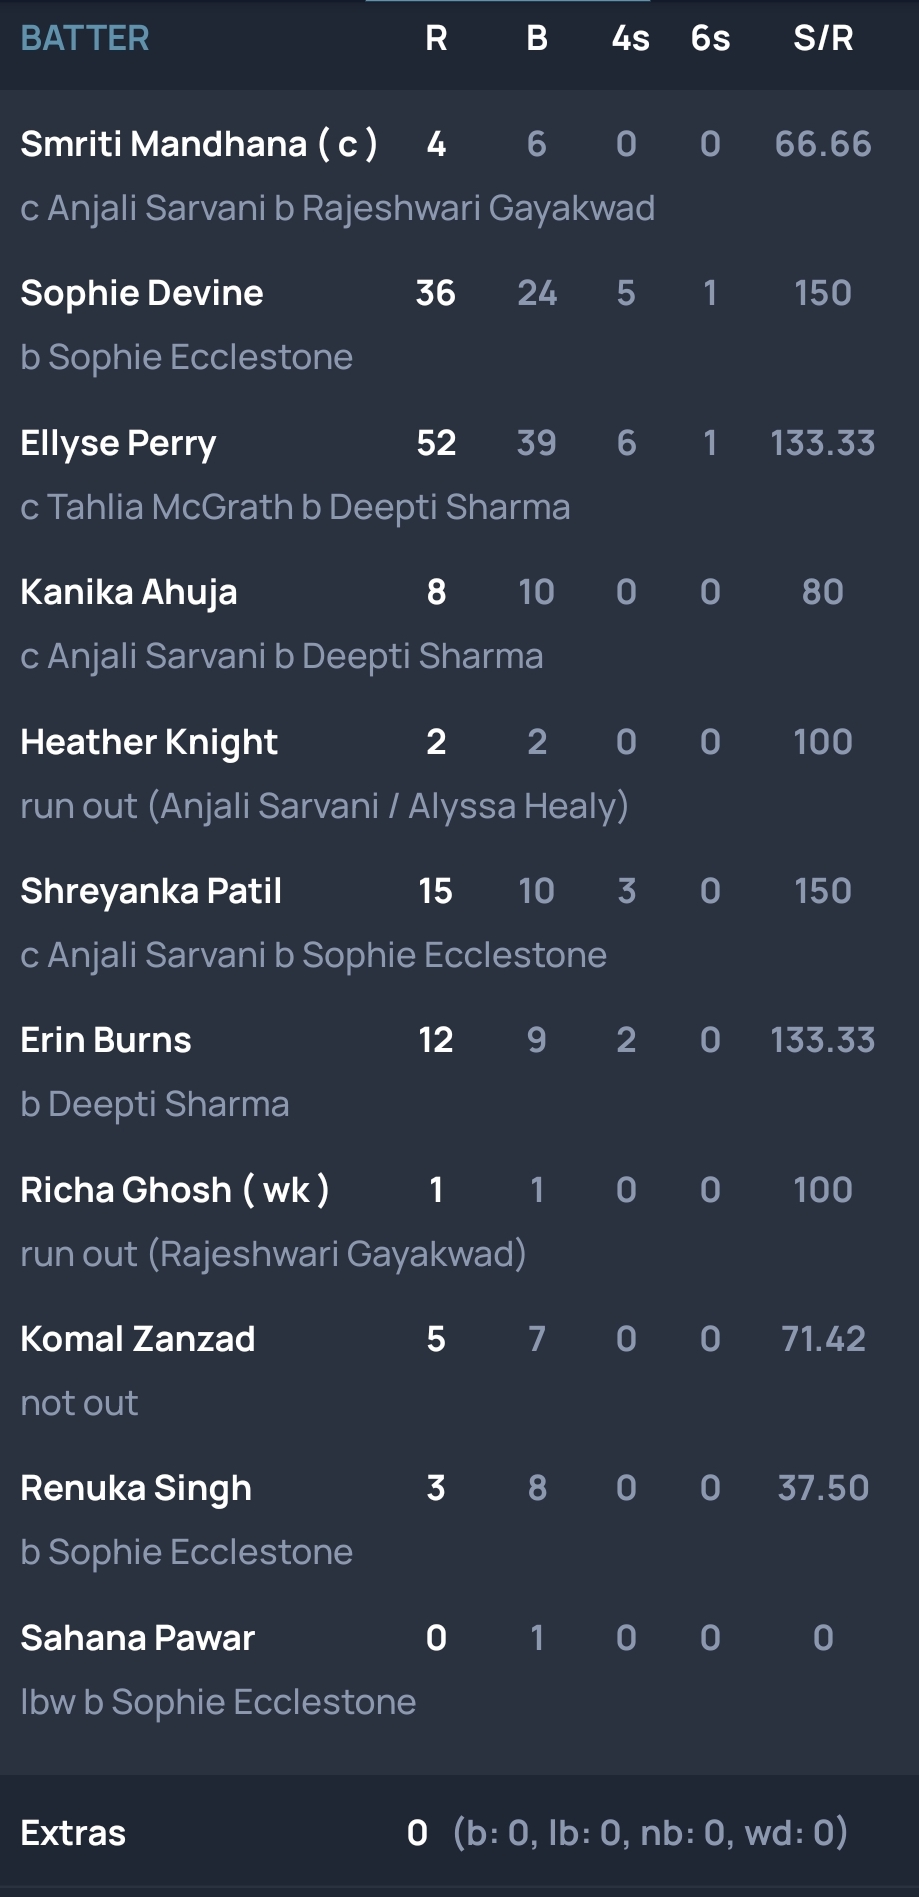 BATTER R B 4s 6s S/R
Smriti Mandhana ( c ) 4 6 0 0 66.66
c Anjali Sarvani b Rajeshwari Gayakwad
Sophie Devine 36 24 5 1 150
b Sophie Ecclestone
Ellyse Perry 52 39 6 1 133.33
c Tahlia McGrath b Deepti Sharma
Kanika Ahuja 8 10 0 0 80
c Anjali Sarvani b Deepti Sharma
Heather Knight 2 2 0 0 100
run out (Anjali Sarvani / Alyssa Healy)
Shreyanka Patil 15 10 3 0 150
c Anjali Sarvani b Sophie Ecclestone
Erin Burns 12 9 2 0 133.33
b Deepti Sharma
Richa Ghosh ( wk ) 1 1 0 0 100
run out (Rajeshwari Gayakwad)
Komal Zanzad 5 7 0 0 71.42
not out
Renuka Singh 3 8 0 0 37.50
b Sophie Ecclestone
Sahana Pawar 0 1 0 0 0
lbw b Sophie Ecclestone
Extras 0 (b: 0, lb: 0, nb: 0, wd: 0)